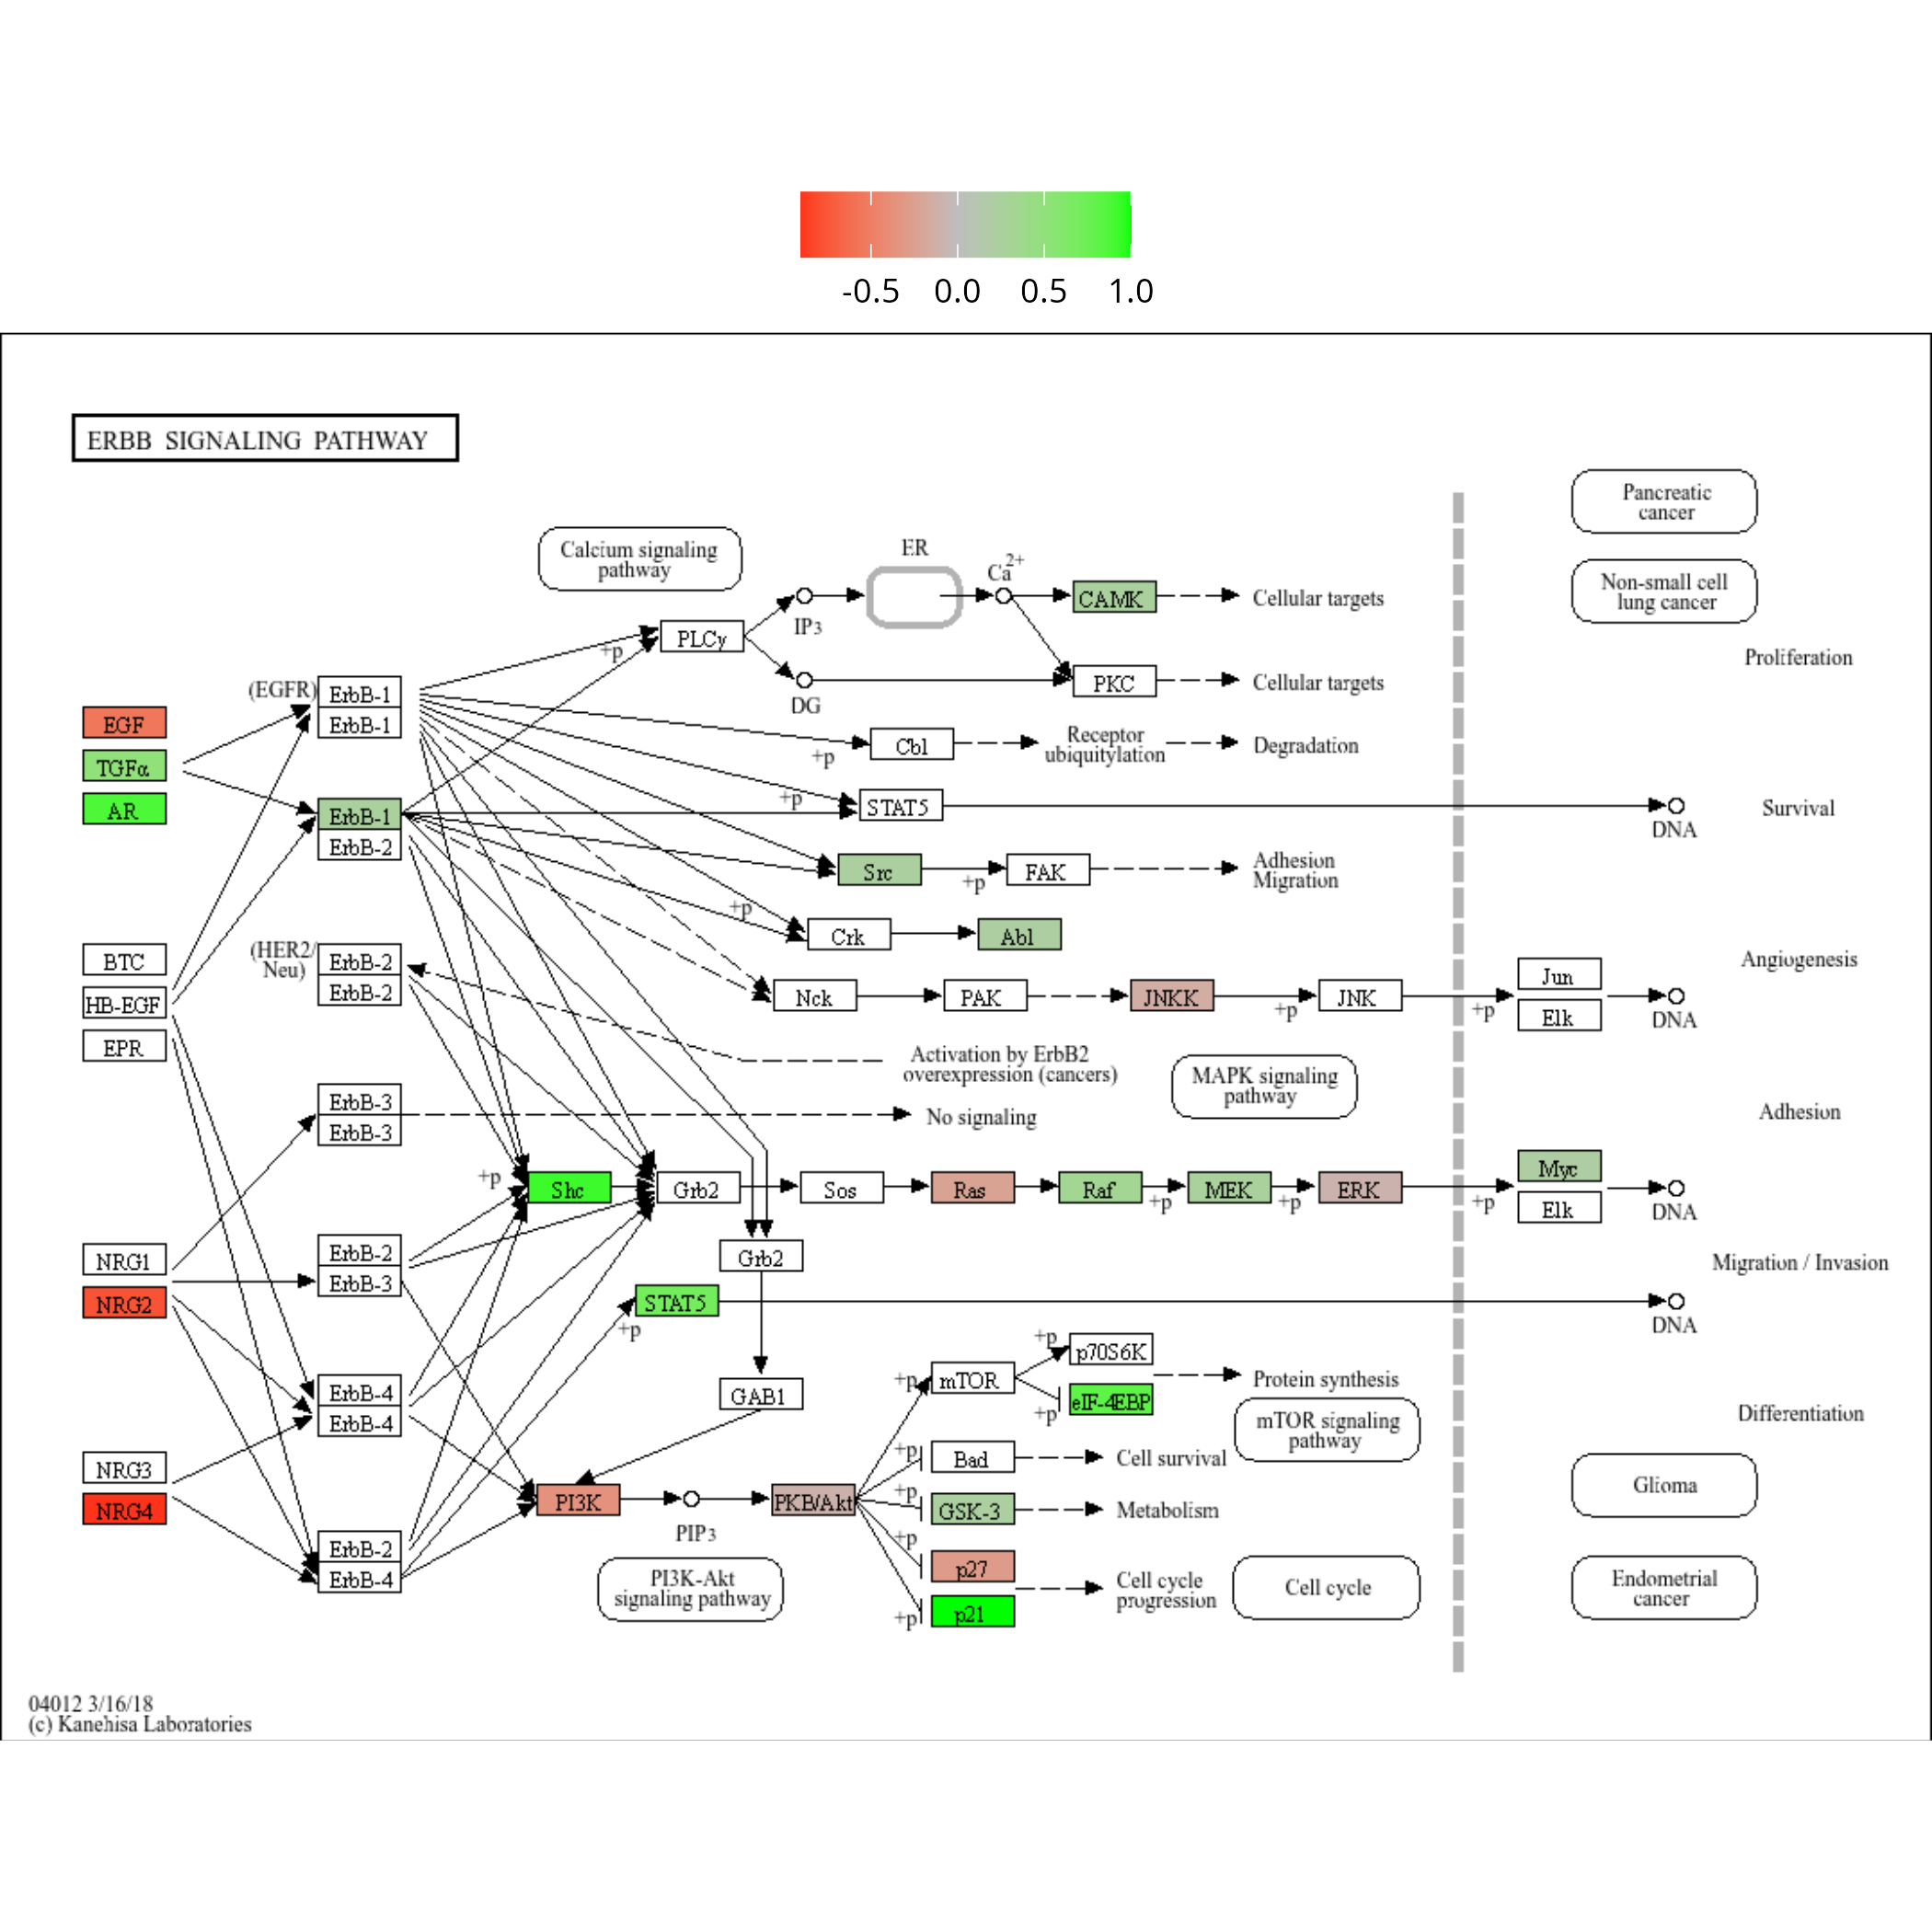 -0.5 0.0 0.5 1.0
ERBB SIGNALING PATHWAY
Pancreatic
cancer
Calcium signaling
pathway
ER
Ca2+
Non-small cell
lung cancer
CAMK
Cellular targets
IP3
PLCγ
+p
Proliferation
PKC
Cellular targets
DG
(EGFR)
ErbB-1
ErbB-1
EGF
TGFα
AR
Cbl
+p
Receptor
ubiquitylation
Degradation
ErbB-1
ErbB-2
+p
STAT5
DNA
Survival
Src
+p
FAK
Adhesion
Migration
+p
Crk
Abl
(HER2/
Neu)
ErbB-2
ErbB-2
BTC
HB-EGF
EPR
Angiogenesis
Nck
PAK
JNKK
+p
JNK
+p
Jun
Elk
DNA
Activation by ErbB2
overexpression (cancers)
MAPK signaling
pathway
ErbB-3
ErbB-3
No signaling
Adhesion
+p
Shc
Grb2
Sos
Ras
Raf
+p
MEK
+p
ERK
+p
Myc
Elk
DNA
NRG1
NRG2
ErbB-2
ErbB-3
Grb2
Migration / Invasion
STAT5
+p
DNA
ErbB-4
ErbB-4
GAB1
+p
mTOR
+p
p70S6K
+p
eIF-4EBP
Protein synthesis
mTOR signaling
pathway
Differentiation
NRG3
NRG4
+p
Bad
Cell survival
PI3K
PIP3
PKB/Akt
+p
GSK-3
Metabolism
Glioma
ErbB-2
ErbB-4
+p
p27
+p
p21
Cell cycle
progression
Cell cycle
PI3K-Akt
signaling pathway
Endometrial
cancer
04012 3/16/18
(c) Kanehisa Laboratories